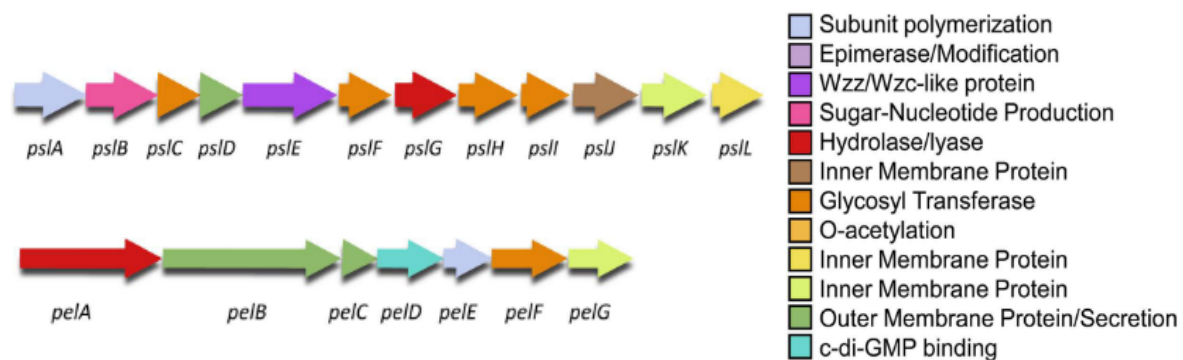 pslA pslB pslC pslD pslE pslF pslG pslH pslI pslJ pslK pslL
pelA pelB pelC pelD pelE pelF pelG
Subunit polymerization
Epimerase/Modification
Wzz/Wzc-like protein
Sugar-Nucleotide Production
Hydrolase/lyase
Inner Membrane Protein
Glycosyl Transferase
O-acetylation
Inner Membrane Protein
Inner Membrane Protein
Outer Membrane Protein/Secretion
c-di-GMP binding